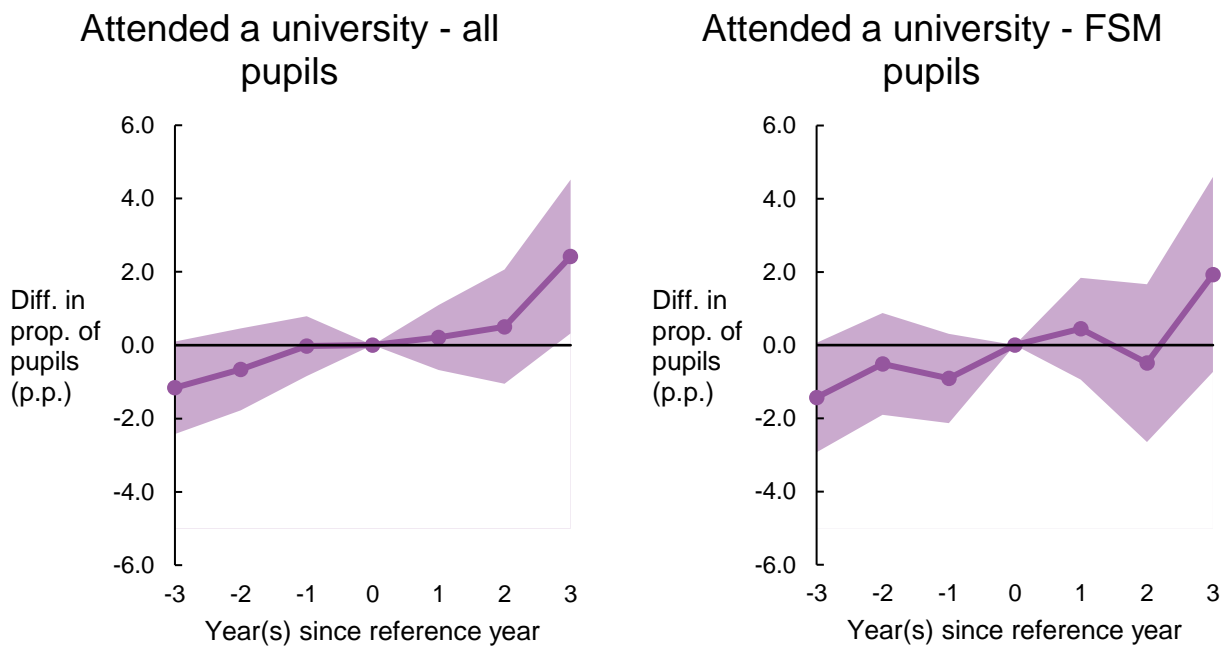 Attended a university - all
pupils
6.0
4.0
2.0
0.0
-2.0
-4.0
-6.0
Diff. in
prop. of
pupils
(p.p.)
-3 -2 -1 0 1 2 3
Year(s) since reference year
Attended a university - FSM
pupils
6.0
4.0
2.0
0.0
-2.0
-4.0
-6.0
Diff. in
prop. of
pupils
(p.p.)
-3 -2 -1 0 1 2 3
Year(s) since reference year